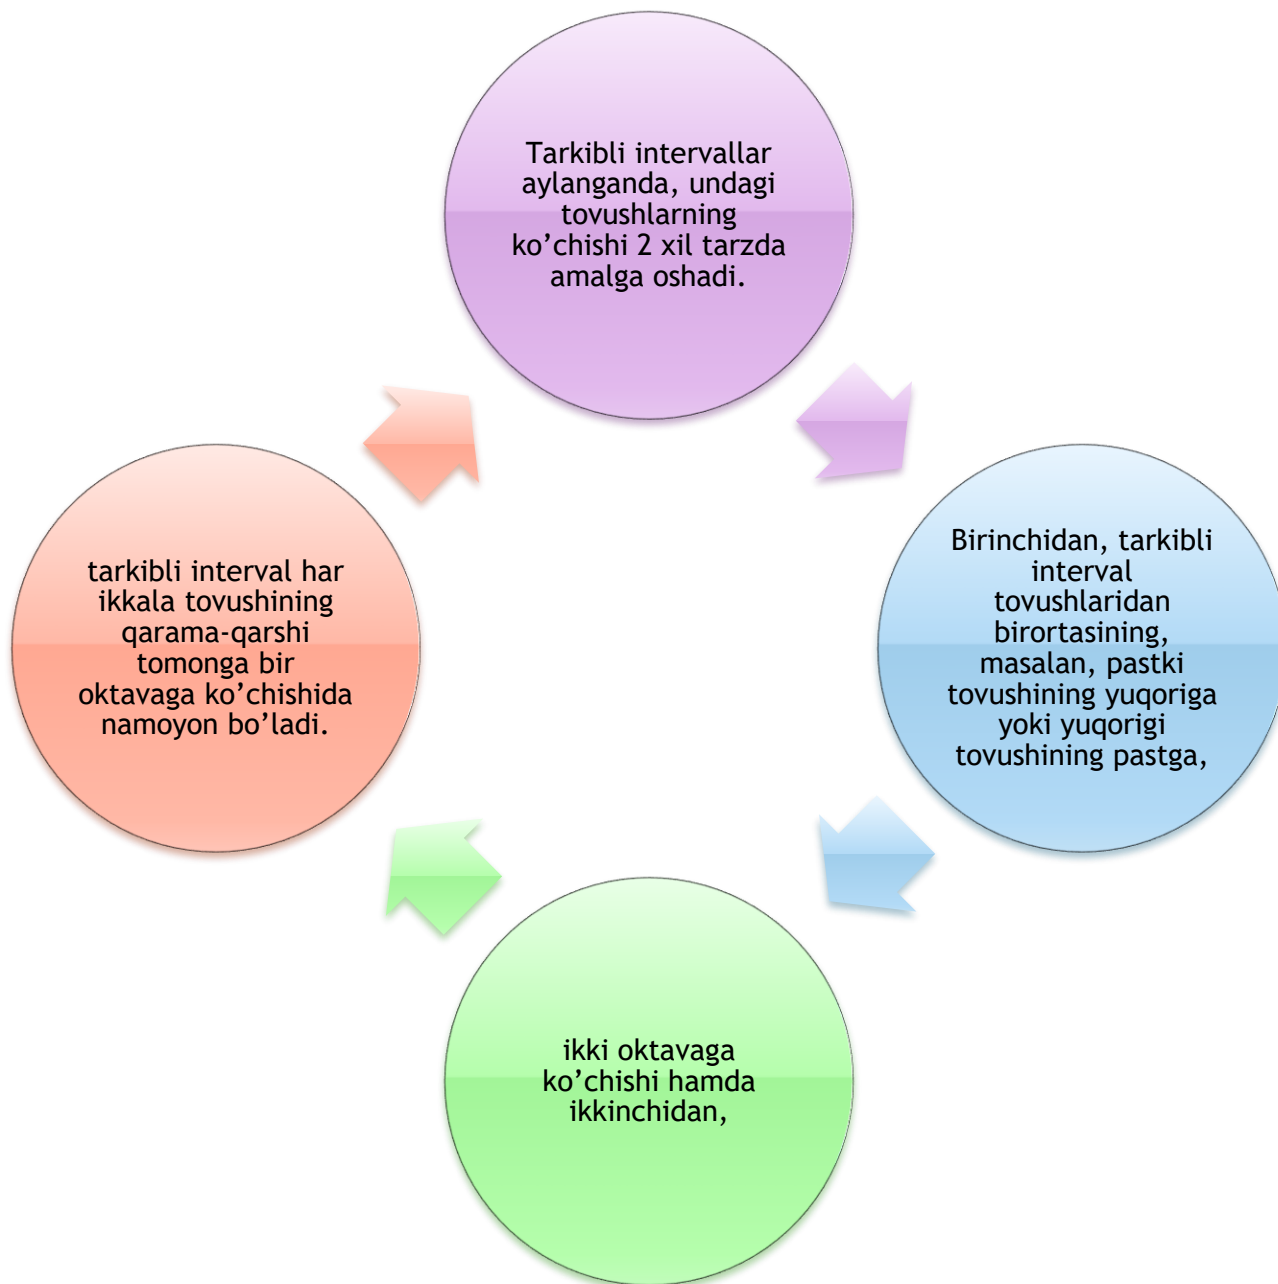 Tarkibli intervallar
aylanganda, undagi
tovushlarning
ko’chishi 2 xil tarzda
amalga oshadi.
Birinchidan, tarkibli
interval
tovushlaridan
birortasining,
masalan, pastki
tovushining yuqoriga
yoki yuqorigi
tovushining pastga,
ikki oktavaga
ko’chishi hamda
ikkinchidan,
tarkibli interval har
ikkala tovushining
qarama-qarshi
tomonga bir
oktavaga ko’chishida
namoyon bo’ladi.